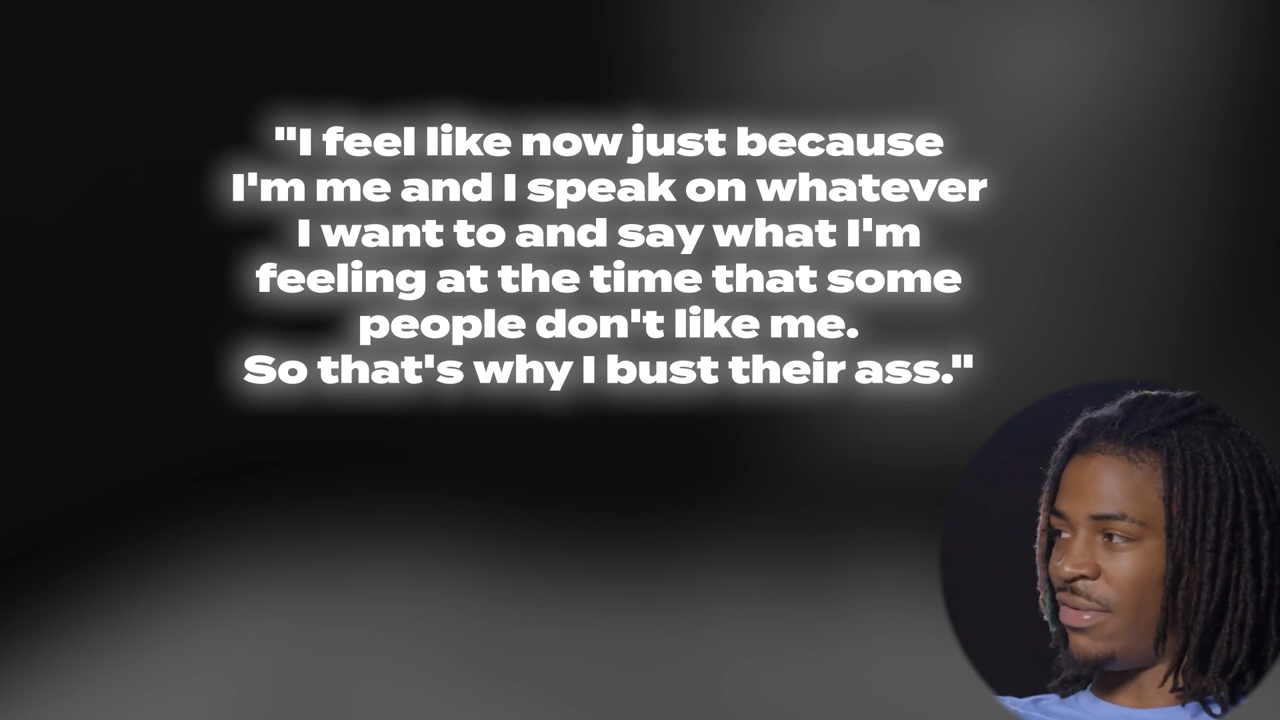 "I feel like now just because
I'm me and I speak on whatever
I want to and say what I'm
feeling at the time that some
people don't like me.
So that's why I bust their ass."